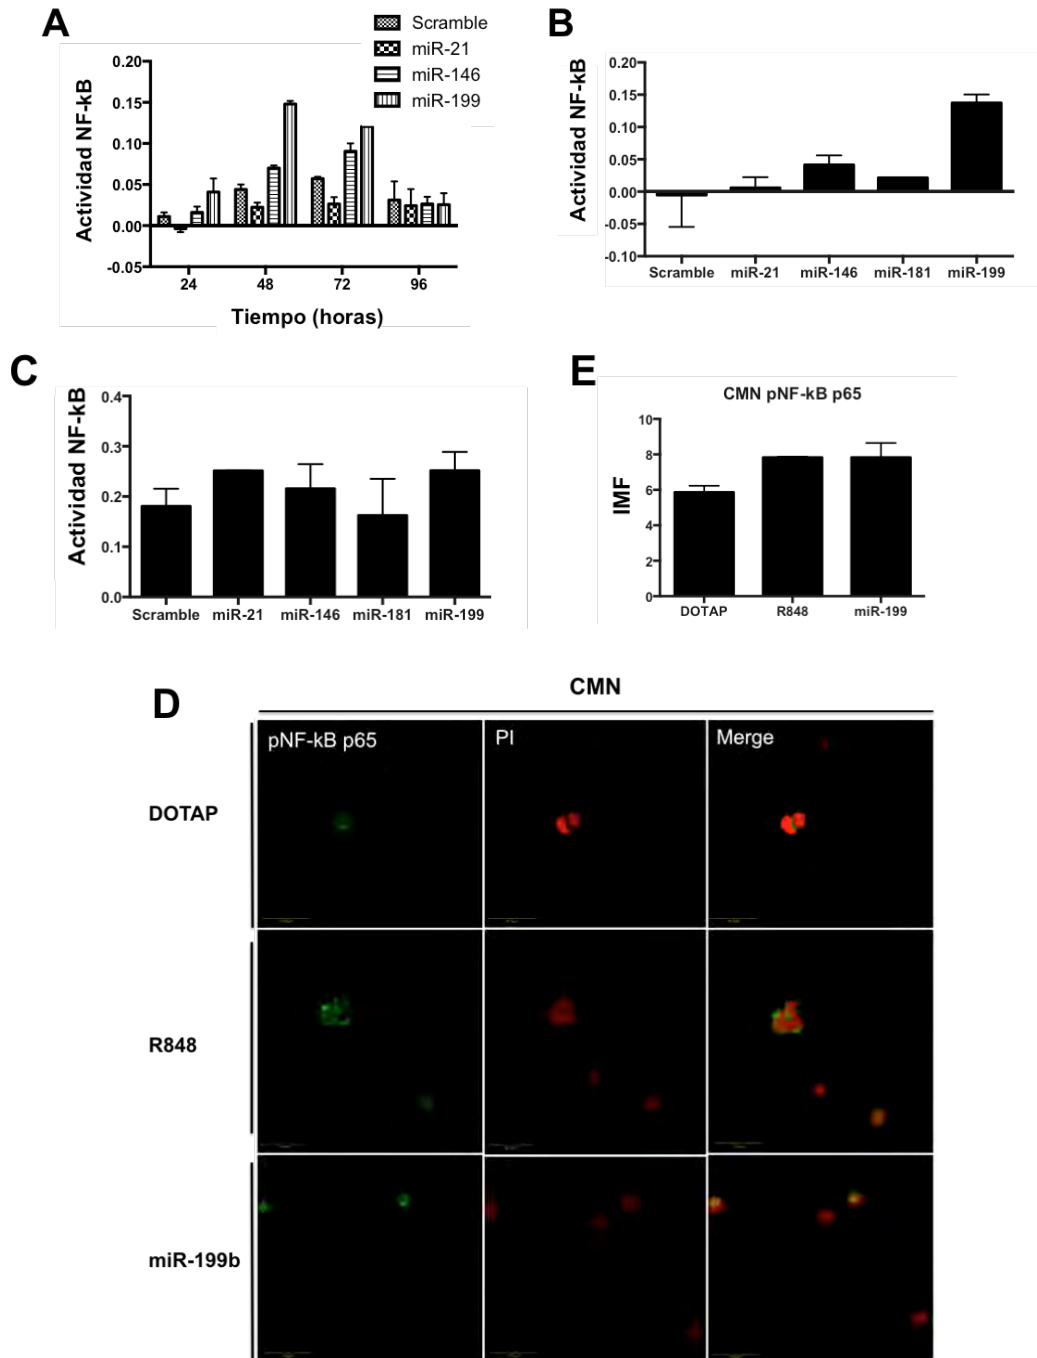 A
Scramble
miR-21
miR-146
miR-199
Actividad NF-kB
0.20
0.15
0.10
0.05
0.00
-0.05
24 48 72 96
Tiempo (horas)
B
Actividad NF-kB
0.20
0.15
0.10
0.05
0.00
-0.05
-0.10
Scramble miR-21 miR-146 miR-181 miR-199
C
Actividad NF-kB
0.4
0.3
0.2
0.1
0.0
Scramble miR-21 miR-146 miR-181 miR-199
E
CMN pNF-kB p65
IMF
10
8
6
4
2
0
DOTAP R848 miR-199
D
CMN
pNF-kB p65 PI Merge
DOTAP
R848
miR-199b